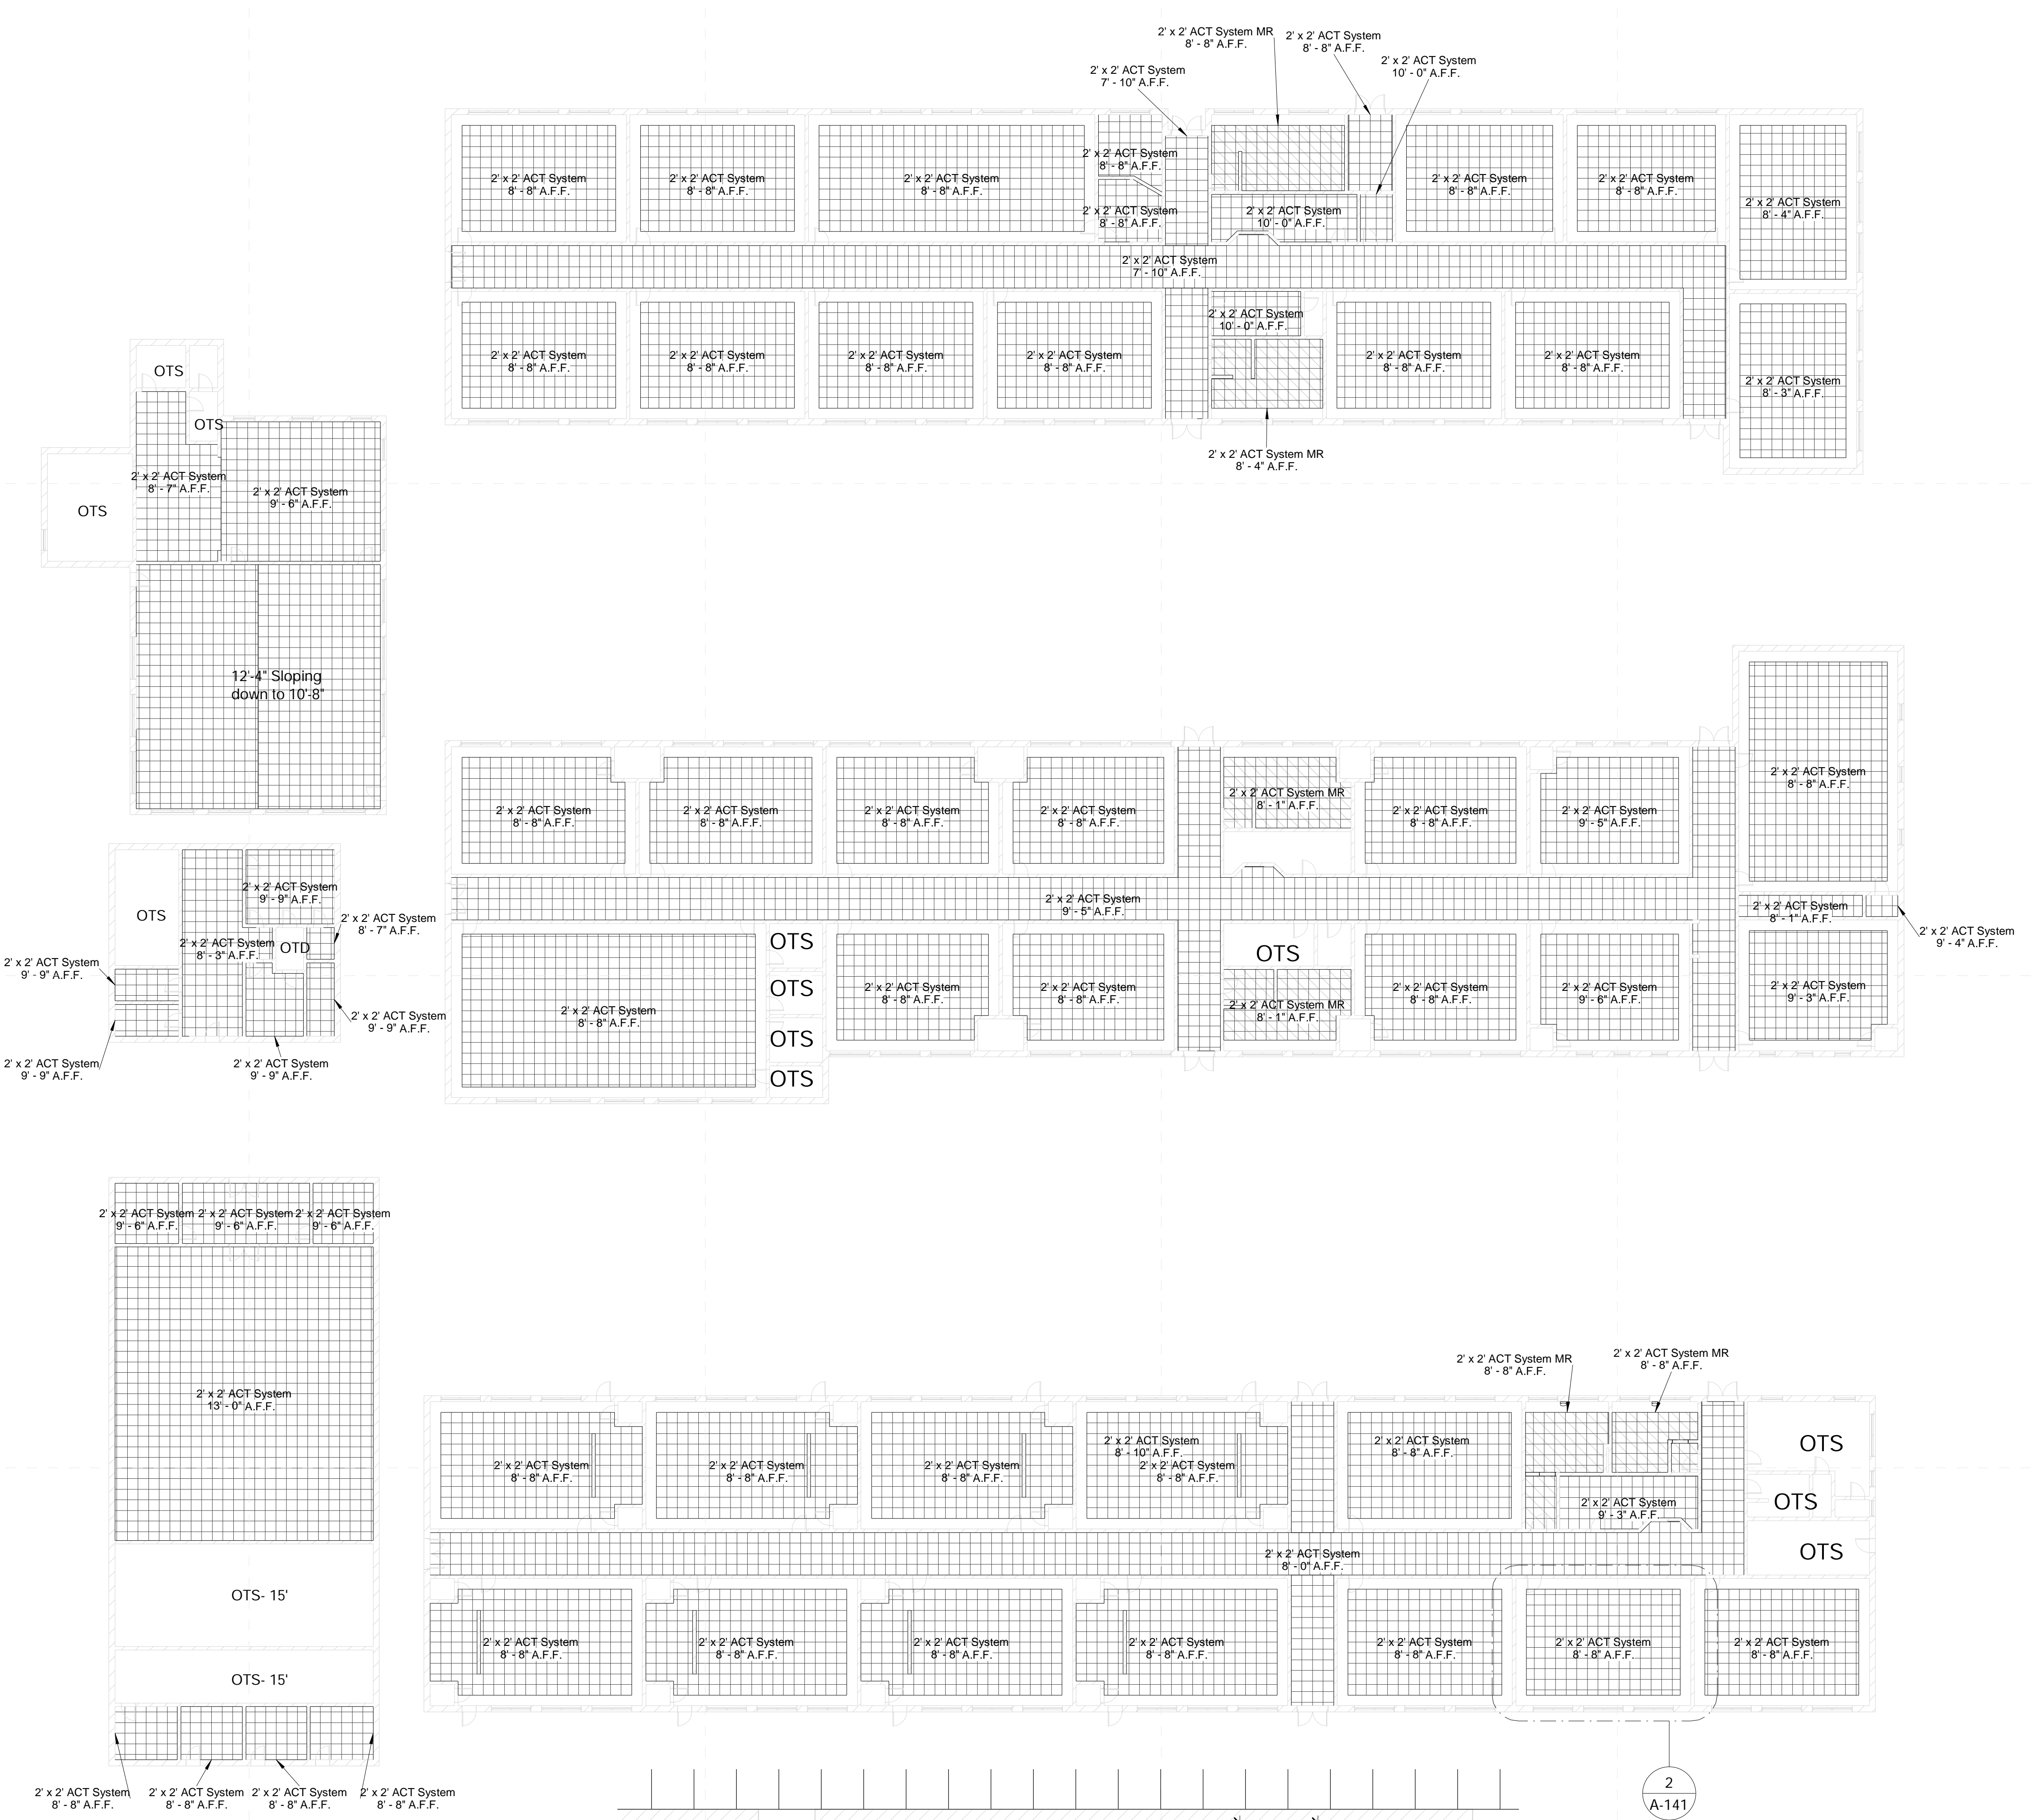 2' x 2' ACT System MR
8' - 8" A.F.F.
2' x 2' ACT System
8' - 8" A.F.F.
2' x 2' ACT System
10' - 0" A.F.F.
2' x 2' ACT System
7' - 10" A.F.F.
2' x 2' ACT System
8' - 8" A.F.F.
2' x 2' ACT System
8' - 8" A.F.F.
2' x 2' ACT System
8' - 8" A.F.F.
2' x 2' ACT System
8' - 8" A.F.F.
2' x 2' ACT System
8' - 8" A.F.F.
2' x 2' ACT System
10' - 0" A.F.F.
2' x 2' ACT System
8' - 8" A.F.F.
2' x 2' ACT System
8' - 8" A.F.F.
2' x 2' ACT System
8' - 4" A.F.F.
2' x 2' ACT System
7' - 10" A.F.F.
2' x 2' ACT System
8' - 8" A.F.F.
2' x 2' ACT System
8' - 8" A.F.F.
2' x 2' ACT System
8' - 8" A.F.F.
2' x 2' ACT System
8' - 8" A.F.F.
2' x 2' ACT System
10' - 0" A.F.F.
2' x 2' ACT System
8' - 8" A.F.F.
2' x 2' ACT System
8' - 8" A.F.F.
2' x 2' ACT System
8' - 3" A.F.F.
2' x 2' ACT System MR
8' - 4" A.F.F.
OTS
OTS
OTS
2' x 2' ACT System
8' - 7" A.F.F.
2' x 2' ACT System
9' - 6" A.F.F.
12'-4" Sloping
down to 10'-8"
2' x 2' ACT System
8' - 8" A.F.F.
2' x 2' ACT System
8' - 8" A.F.F.
2' x 2' ACT System
8' - 8" A.F.F.
2' x 2' ACT System
8' - 8" A.F.F.
2' x 2' ACT System MR
8' - 1" A.F.F.
2' x 2' ACT System
8' - 8" A.F.F.
2' x 2' ACT System
9' - 5" A.F.F.
2' x 2' ACT System
8' - 8" A.F.F.
2' x 2' ACT System
9' - 5" A.F.F.
2' x 2' ACT System
8' - 1" A.F.F.
2' x 2' ACT System
9' - 4" A.F.F.
2' x 2' ACT System
8' - 8" A.F.F.
OTS
OTS
OTS
OTS
2' x 2' ACT System
8' - 8" A.F.F.
2' x 2' ACT System
8' - 8" A.F.F.
OTS
2' x 2' ACT System MR
8' - 1" A.F.F.
2' x 2' ACT System
8' - 8" A.F.F.
2' x 2' ACT System
9' - 6" A.F.F.
2' x 2' ACT System
9' - 3" A.F.F.
OTS
2' x 2' ACT System
9' - 9" A.F.F.
2' x 2' ACT System
8' - 7" A.F.F.
2' x 2' ACT System
8' - 3" A.F.F.
OTD
2' x 2' ACT System
9' - 9" A.F.F.
2' x 2' ACT System
9' - 9" A.F.F.
2' x 2' ACT System
9' - 9" A.F.F.
2' x 2' ACT System
9' - 9" A.F.F.
2' x 2' ACT System
9' - 6" A.F.F.
2' x 2' ACT System
9' - 6" A.F.F.
2' x 2' ACT System
9' - 6" A.F.F.
2' x 2' ACT System
13' - 0" A.F.F.
OTS- 15'
OTS- 15'
2' x 2' ACT System
8' - 8" A.F.F.
2' x 2' ACT System
8' - 8" A.F.F.
2' x 2' ACT System
8' - 8" A.F.F.
2' x 2' ACT System
8' - 8" A.F.F.
2' x 2' ACT System MR
8' - 8" A.F.F.
2' x 2' ACT System MR
8' - 8" A.F.F.
2' x 2' ACT System
8' - 8" A.F.F.
2' x 2' ACT System
8' - 8" A.F.F.
2' x 2' ACT System
8' - 8" A.F.F.
2' x 2' ACT System
8' - 10" A.F.F.
2' x 2' ACT System
8' - 8" A.F.F.
2' x 2' ACT System
8' - 8" A.F.F.
2' x 2' ACT System
9' - 3" A.F.F.
OTS
OTS
OTS
2' x 2' ACT System
8' - 0" A.F.F.
2' x 2' ACT System
8' - 8" A.F.F.
2' x 2' ACT System
8' - 8" A.F.F.
2' x 2' ACT System
8' - 8" A.F.F.
2' x 2' ACT System
8' - 8" A.F.F.
2' x 2' ACT System
8' - 8" A.F.F.
2' x 2' ACT System
8' - 8" A.F.F.
2' x 2' ACT System
8' - 8" A.F.F.
2
A-141